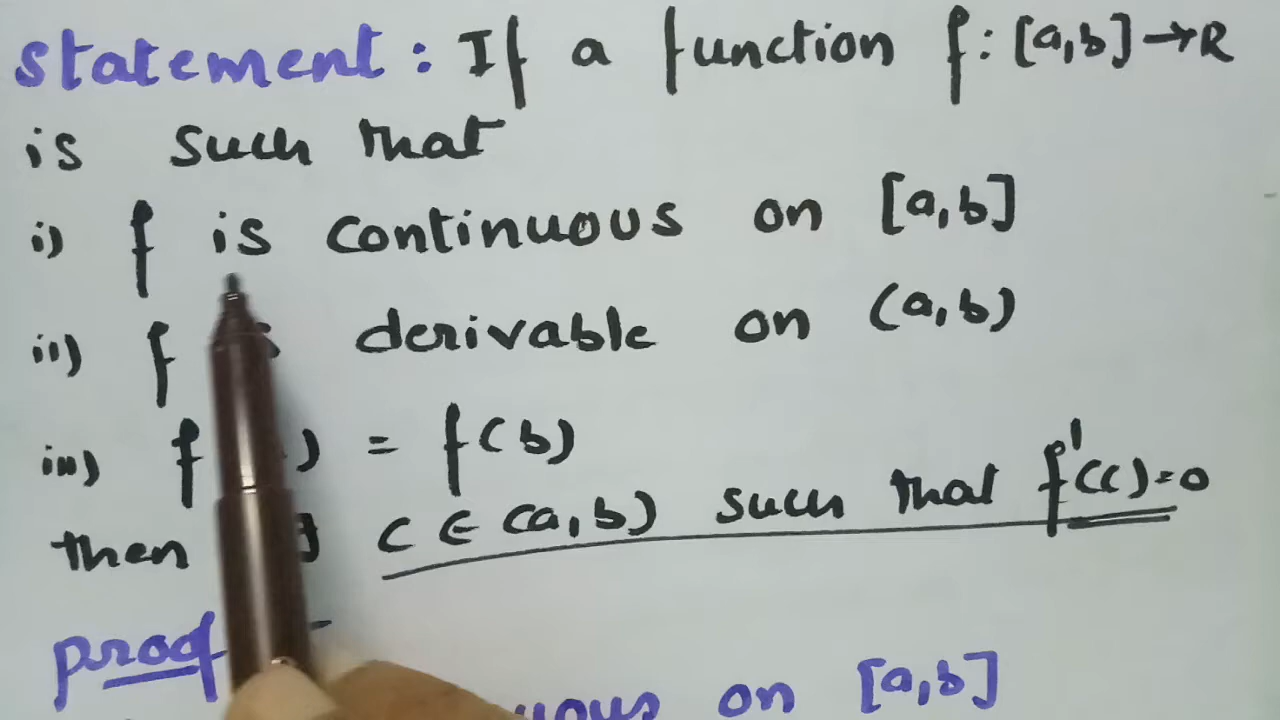 statement: If a function f: [a,b] → R
is such that
i) f is continuous on [a,b]
ii) f derivable on (a,b)
iii) f ) = f(b)
then c ∈ (a,b) such that f'(c)=0
proof
on [a,b]